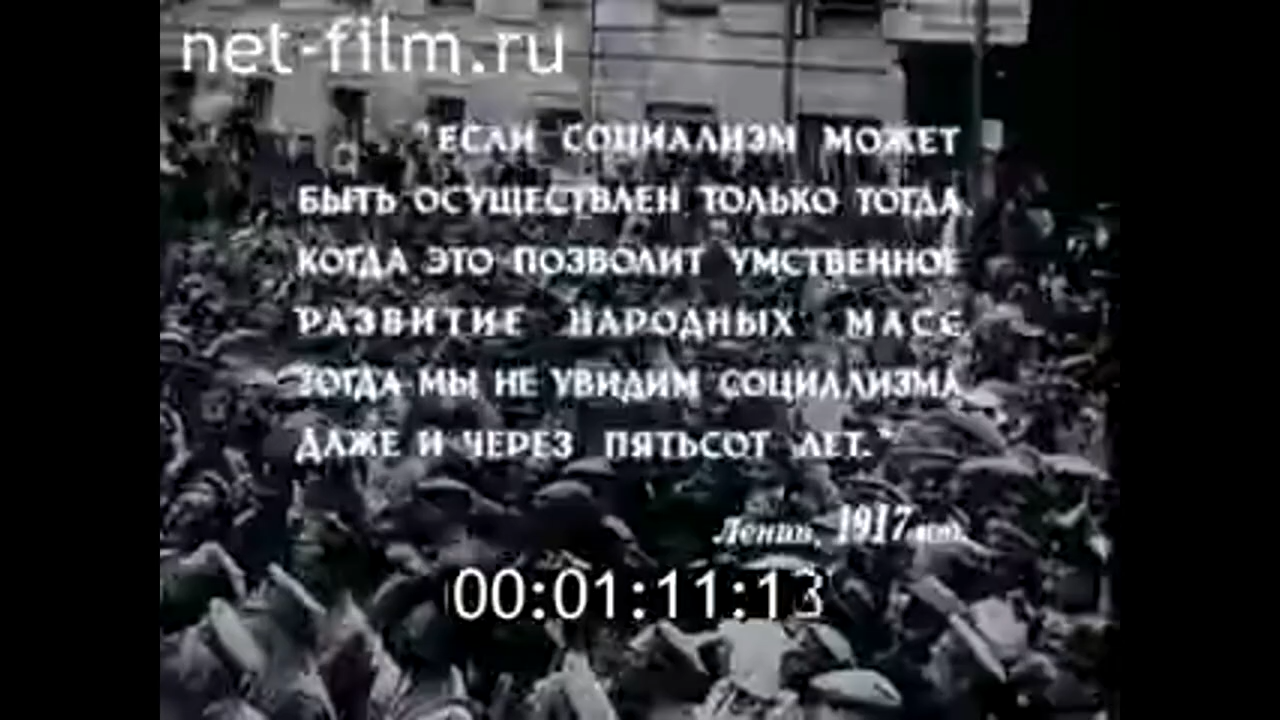 net-film.ru
"ЕСЛИ СОЦИАЛИЗМ МОЖЕТ
БЫТЬ ОСУЩЕСТВЛЕН ТОЛЬКО ТОГДА,
КОГДА ЭТО ПОЗВОЛИТ УМСТВЕННОЕ
РАЗВИТИЕ НАРОДНЫХ МАСС,
ТОГДА МЫ НЕ УВИДИМ СОЦИАЛИЗМА
ДАЖЕ И ЧЕРЕЗ ПЯТЬСОТ ЛЕТ."
Ленин, 1917
00:01:11:13